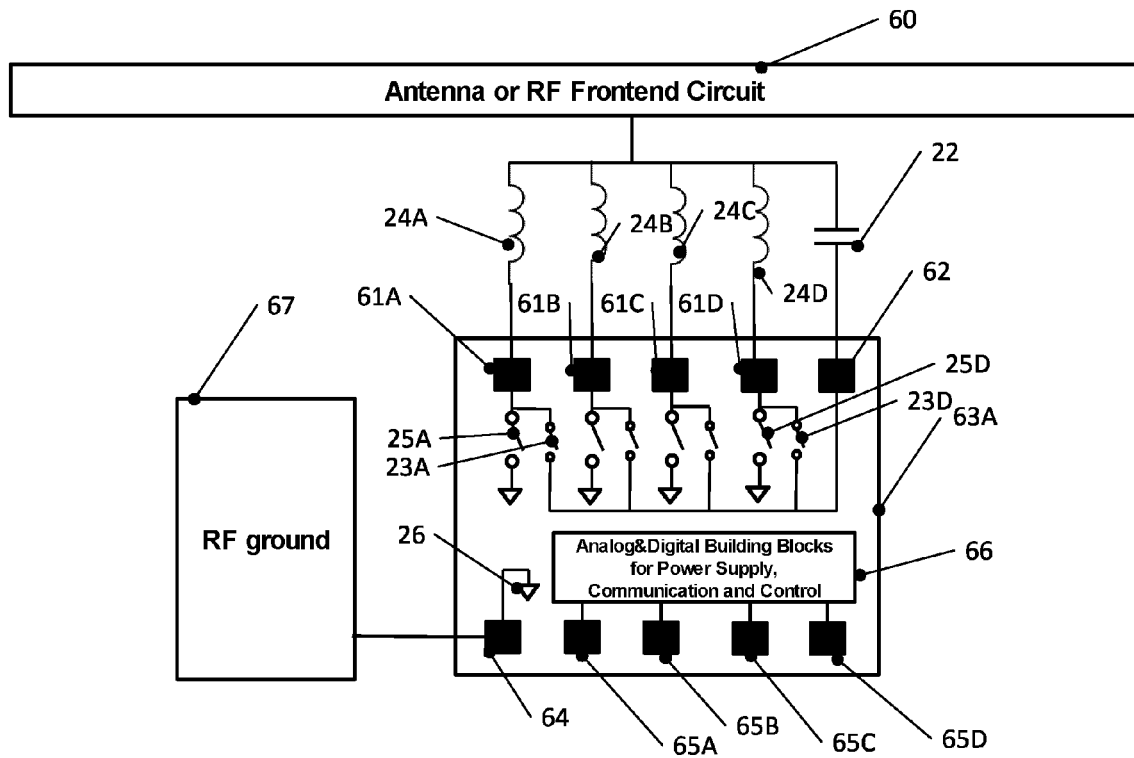 60
Antenna or RF Frontend Circuit
22
24A
24B
24C
24D
62
67
61A
61B
61C
61D
25D
23D
63A
25A
23A
RF ground
26
Analog&Digital Building Blocks
for Power Supply,
Communication and Control
66
64
65A
65B
65C
65D